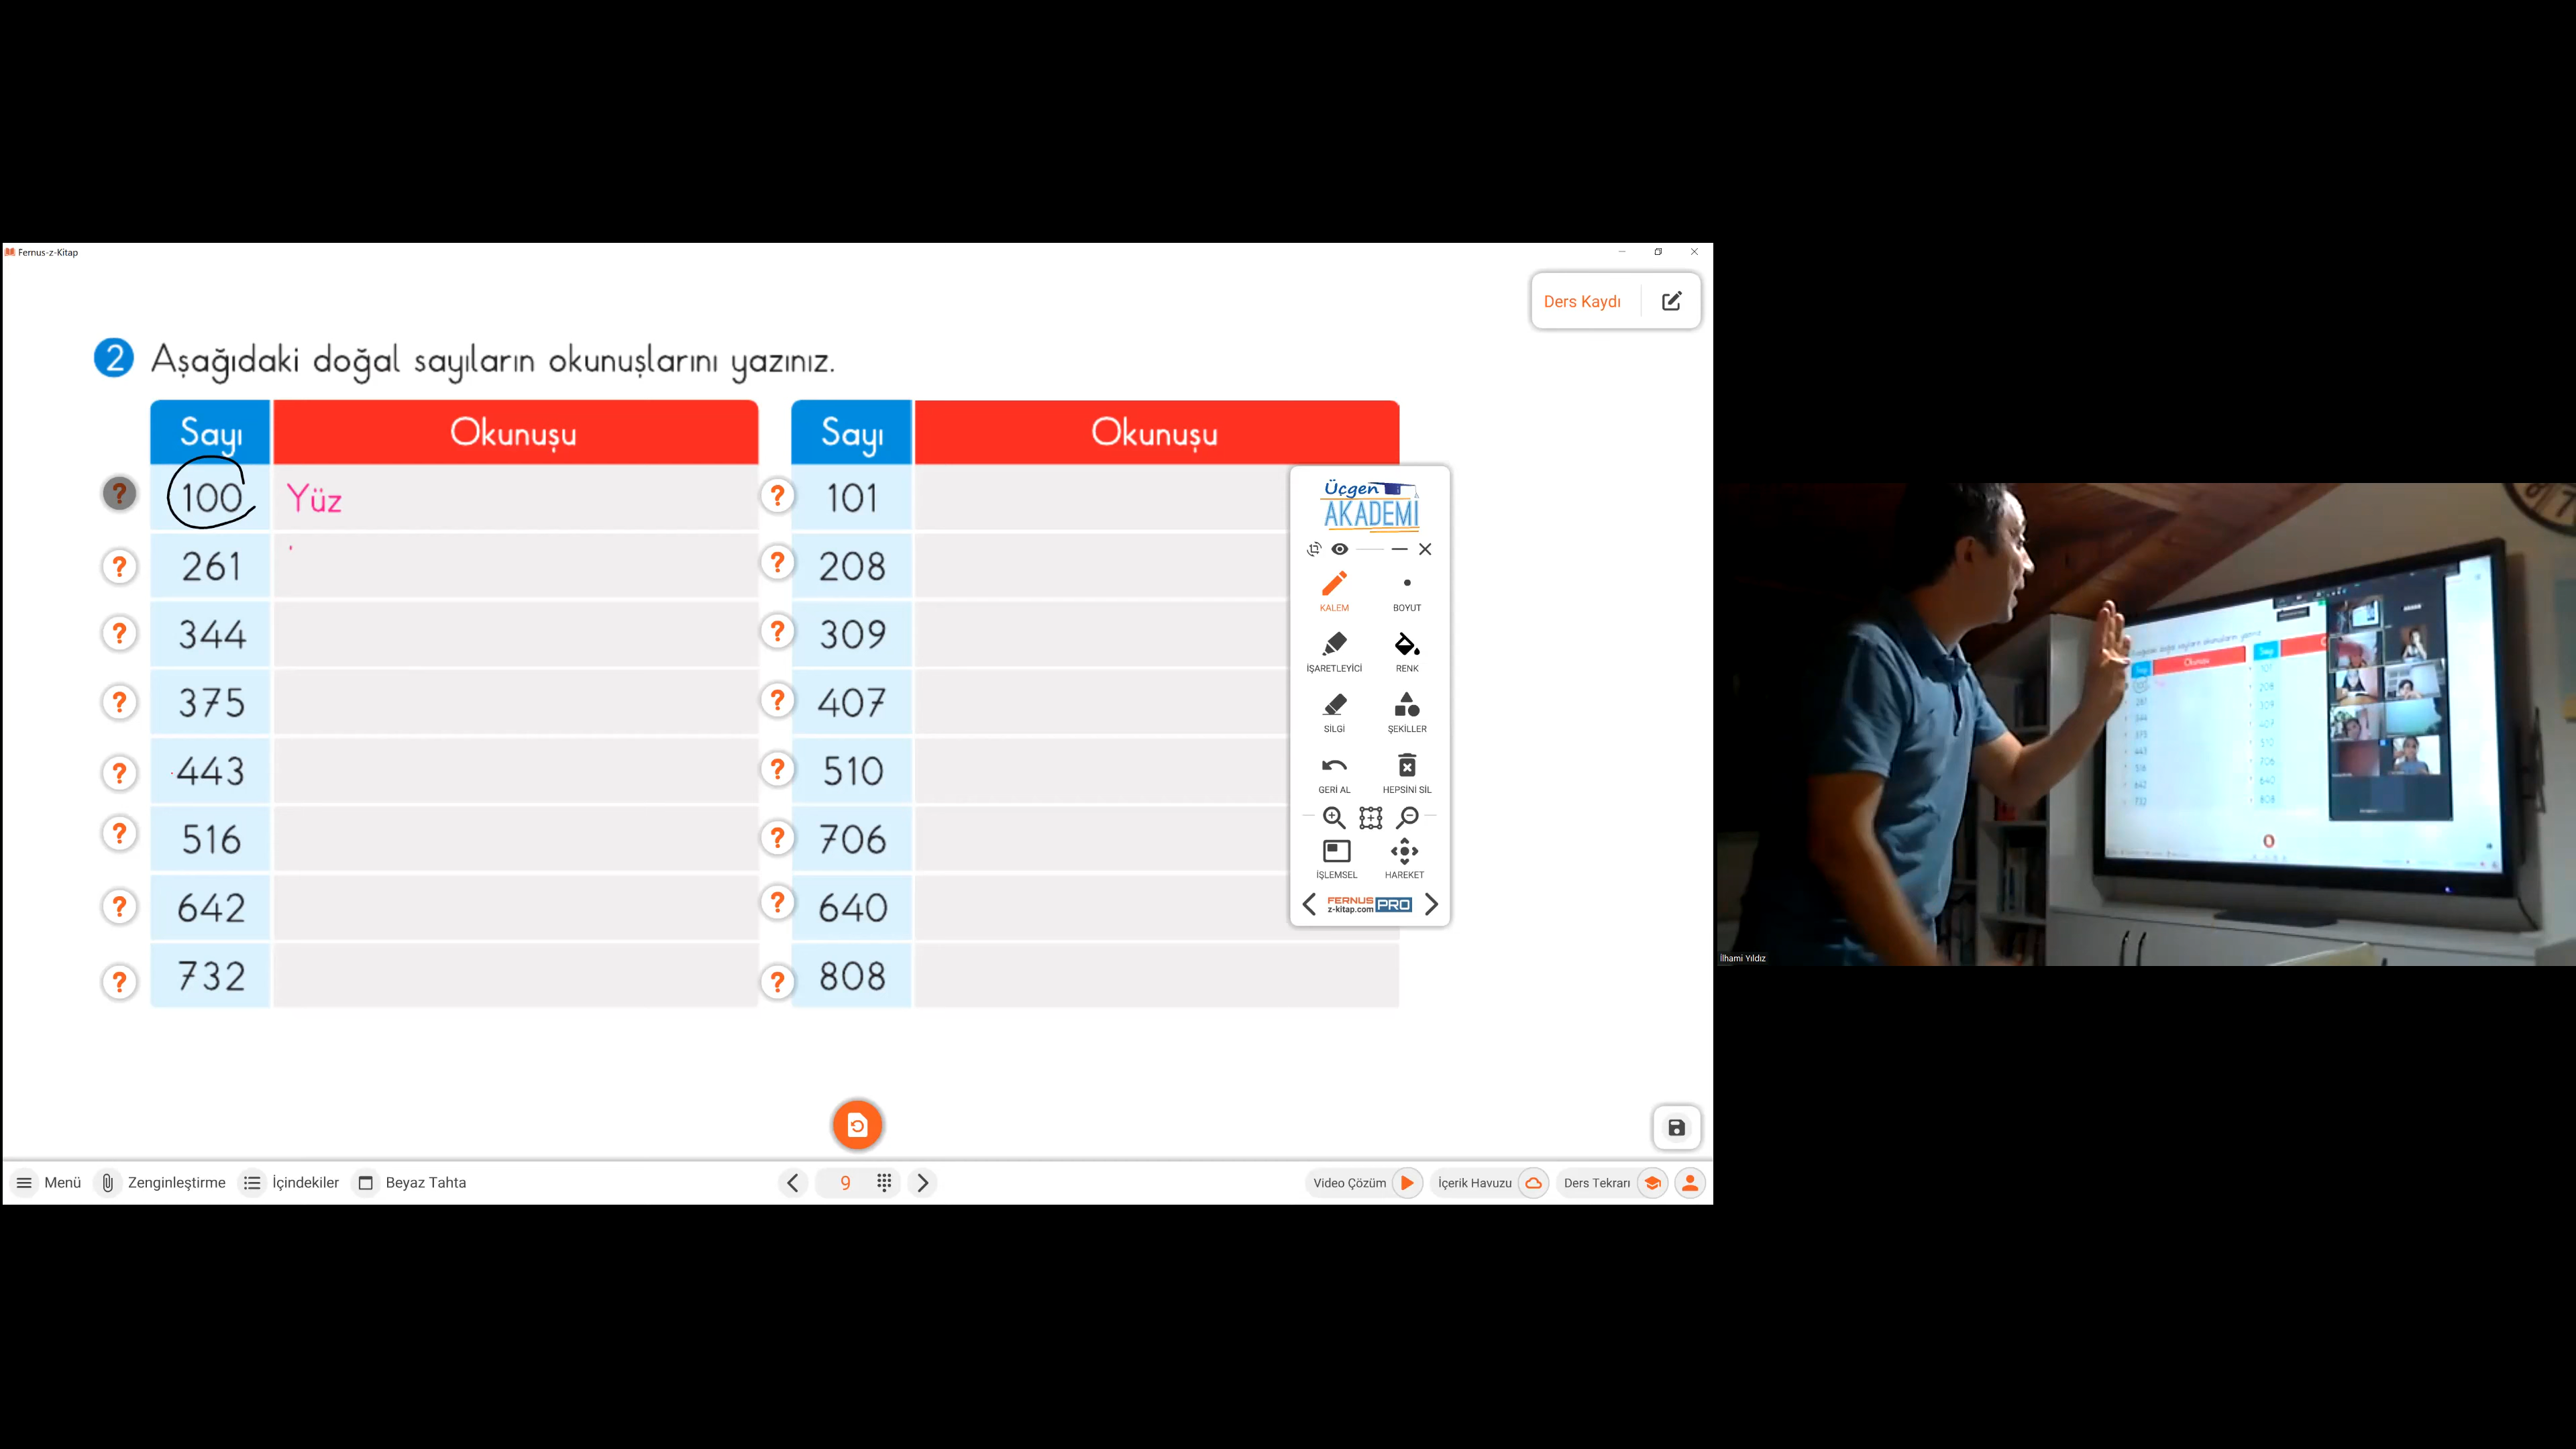 Fernus-z-Kitap
Ders Kaydı
2 Aşağıdaki doğal sayıların okunuşlarını yazınız.
Sayı Okunuşu Sayı Okunuşu
? 100 Yüz ? 101
? 261 ? 208
? 344 ? 309
? 375 ? 407
? 443 ? 510
? 516 ? 706
? 642 ? 640
? 732 ? 808
Üçgen
AKADEMİ
KALEM BOYUT
İŞARETLEYİCİ RENK
SİLGİ ŞEKİLLER
GERİ AL HEPSİNİ SİL
İŞLEMSEL HAREKET
FERNUS
z-kitap.com PRO
Menü Zenginleştirme İçindekiler Beyaz Tahta 9 Video Çözüm İçerik Havuzu Ders Tekrarı
İlhami Yıldız